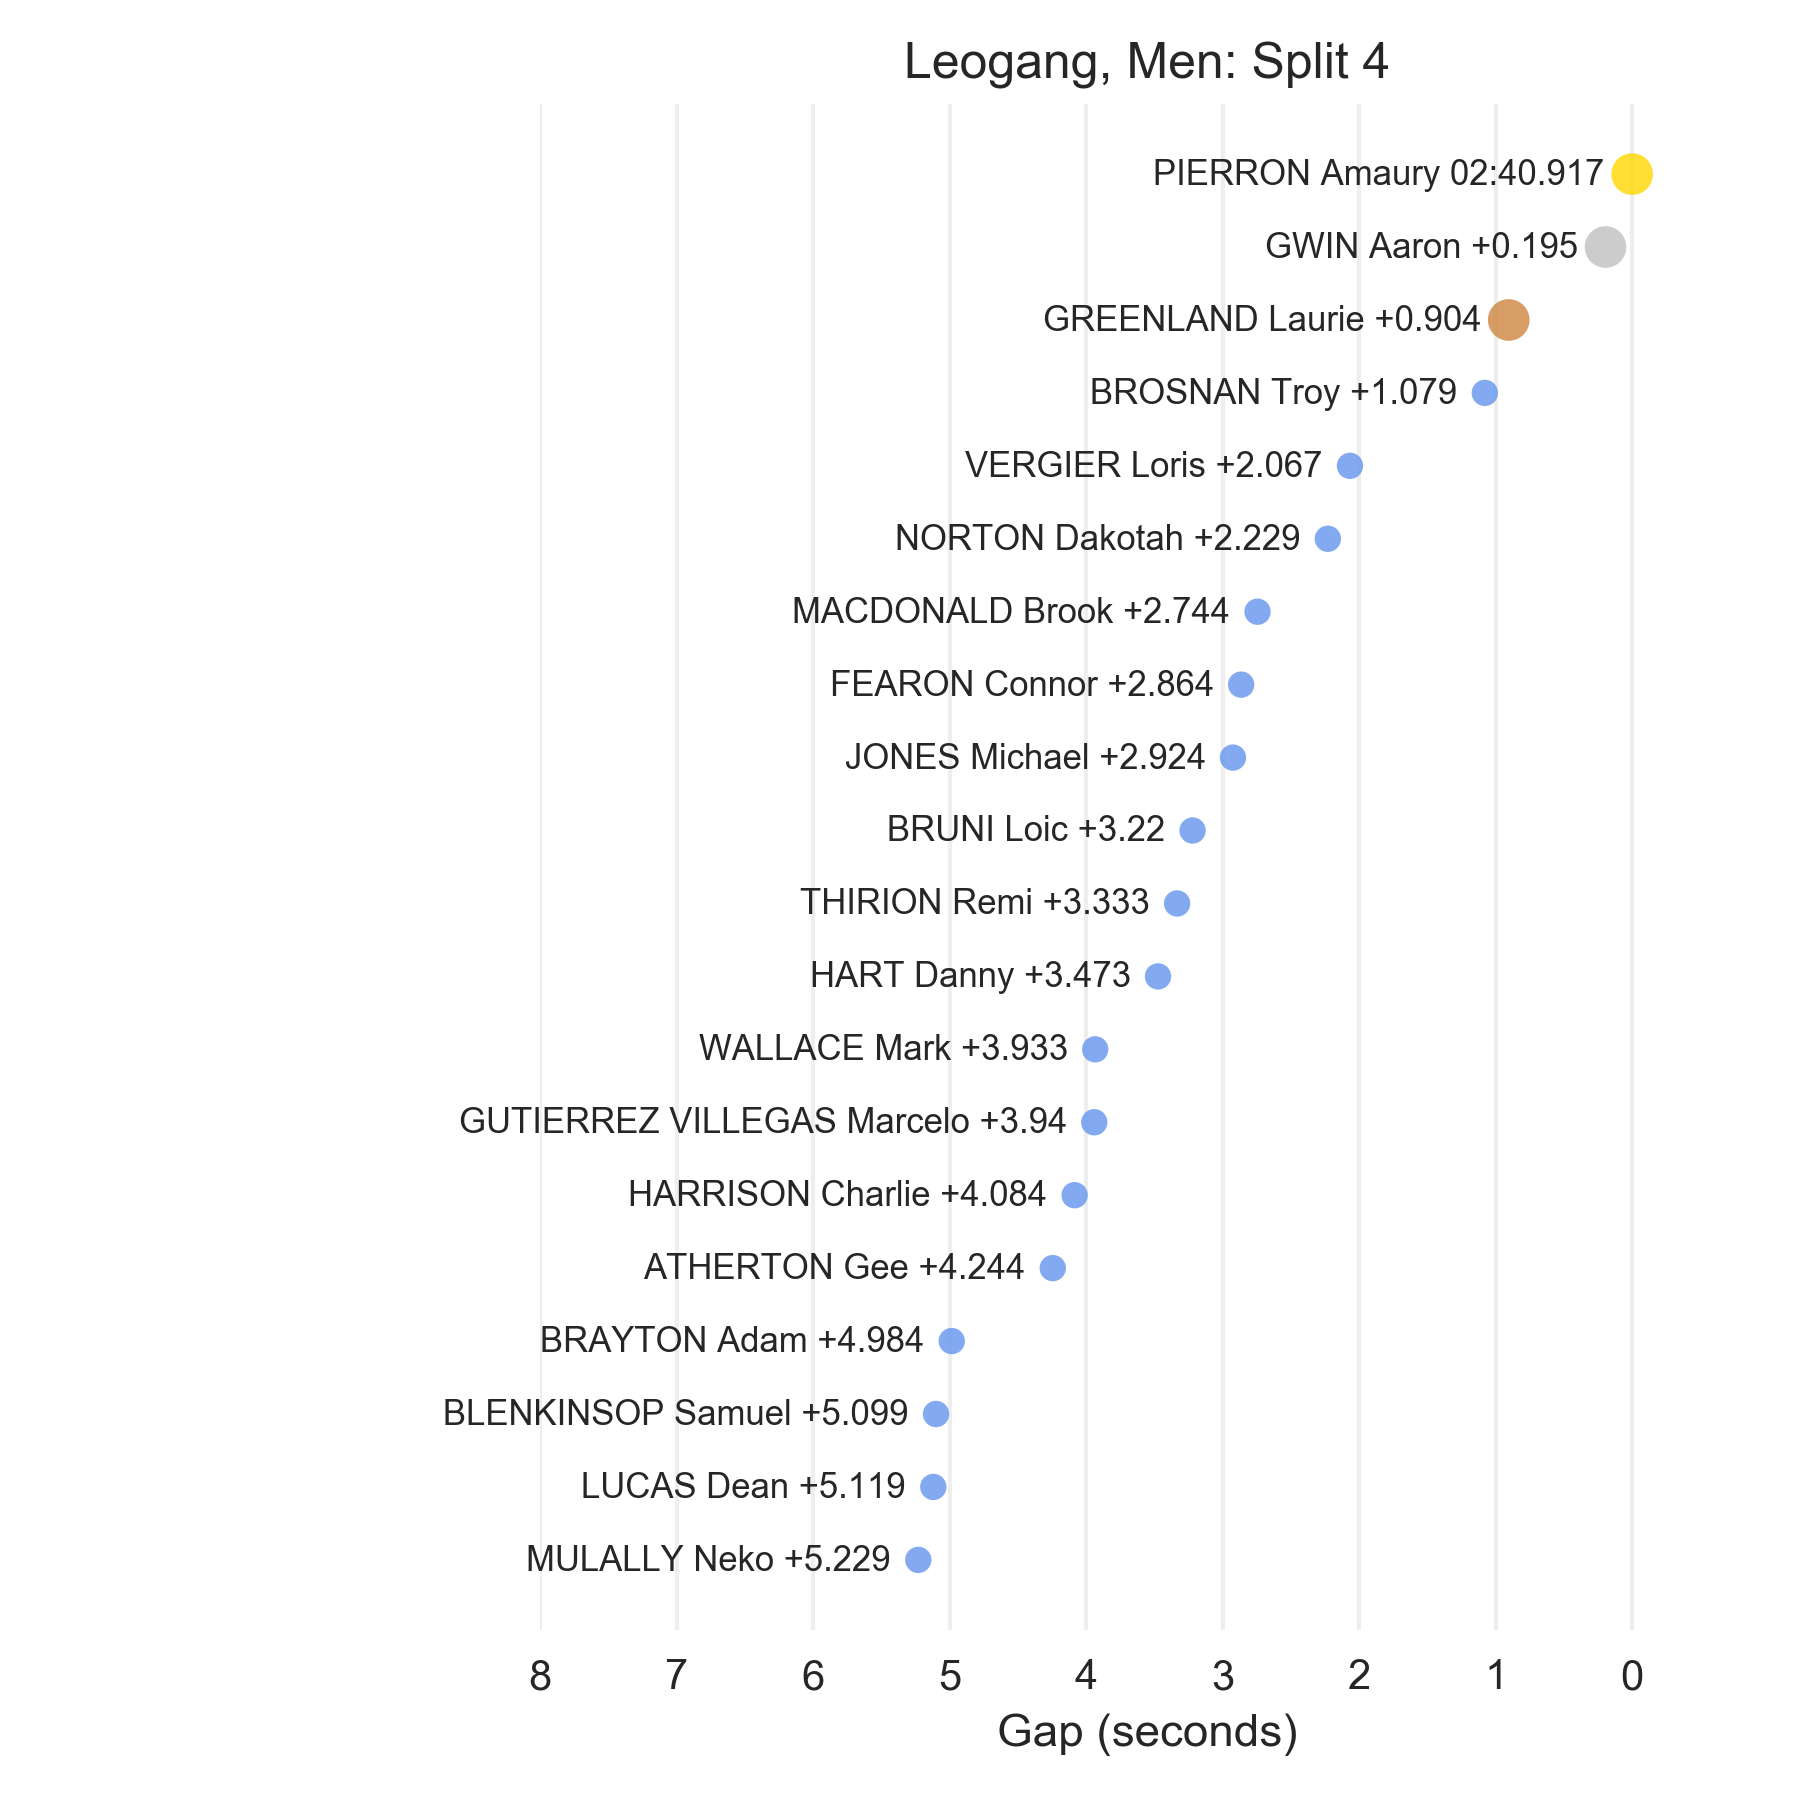 Leogang, Men: Split 4
PIERRON Amaury 02:40.917
GWIN Aaron +0.195
GREENLAND Laurie +0.904
BROSNAN Troy +1.079
VERGIER Loris +2.067
NORTON Dakotah +2.229
MACDONALD Brook +2.744
FEARON Connor +2.864
JONES Michael +2.924
BRUNI Loic +3.22
THIRION Remi +3.333
HART Danny +3.473
WALLACE Mark +3.933
GUTIERREZ VILLEGAS Marcelo +3.94
HARRISON Charlie +4.084
ATHERTON Gee +4.244
BRAYTON Adam +4.984
BLENKINSOP Samuel +5.099
LUCAS Dean +5.119
MULALLY Neko +5.229
8 7 6 5 4 3 2 1 0
Gap (seconds)